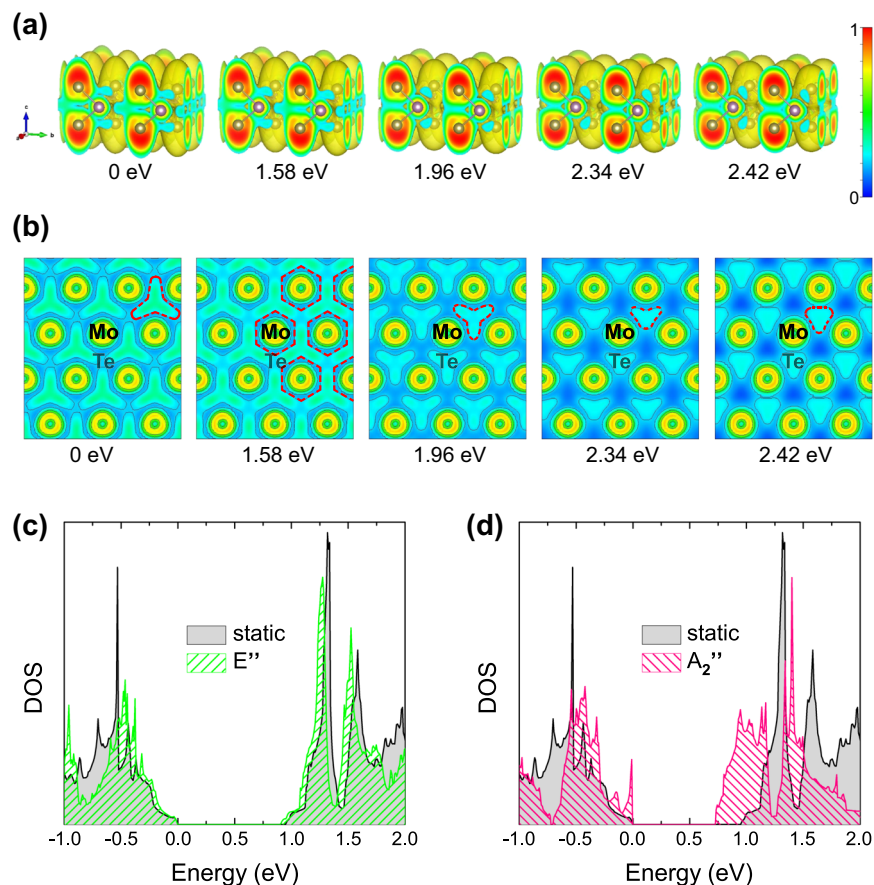 (a)
1
0
c
b
0 eV 1.58 eV 1.96 eV 2.34 eV 2.42 eV
(b)
Mo Mo Mo Mo Mo
Te Te Te Te Te
0 eV 1.58 eV 1.96 eV 2.34 eV 2.42 eV
(c)
DOS
static
E’’
-1.0 -0.5 0.0 0.5 1.0 1.5 2.0
Energy (eV)
(d)
DOS
static
A2’’
-1.0 -0.5 0.0 0.5 1.0 1.5 2.0
Energy (eV)